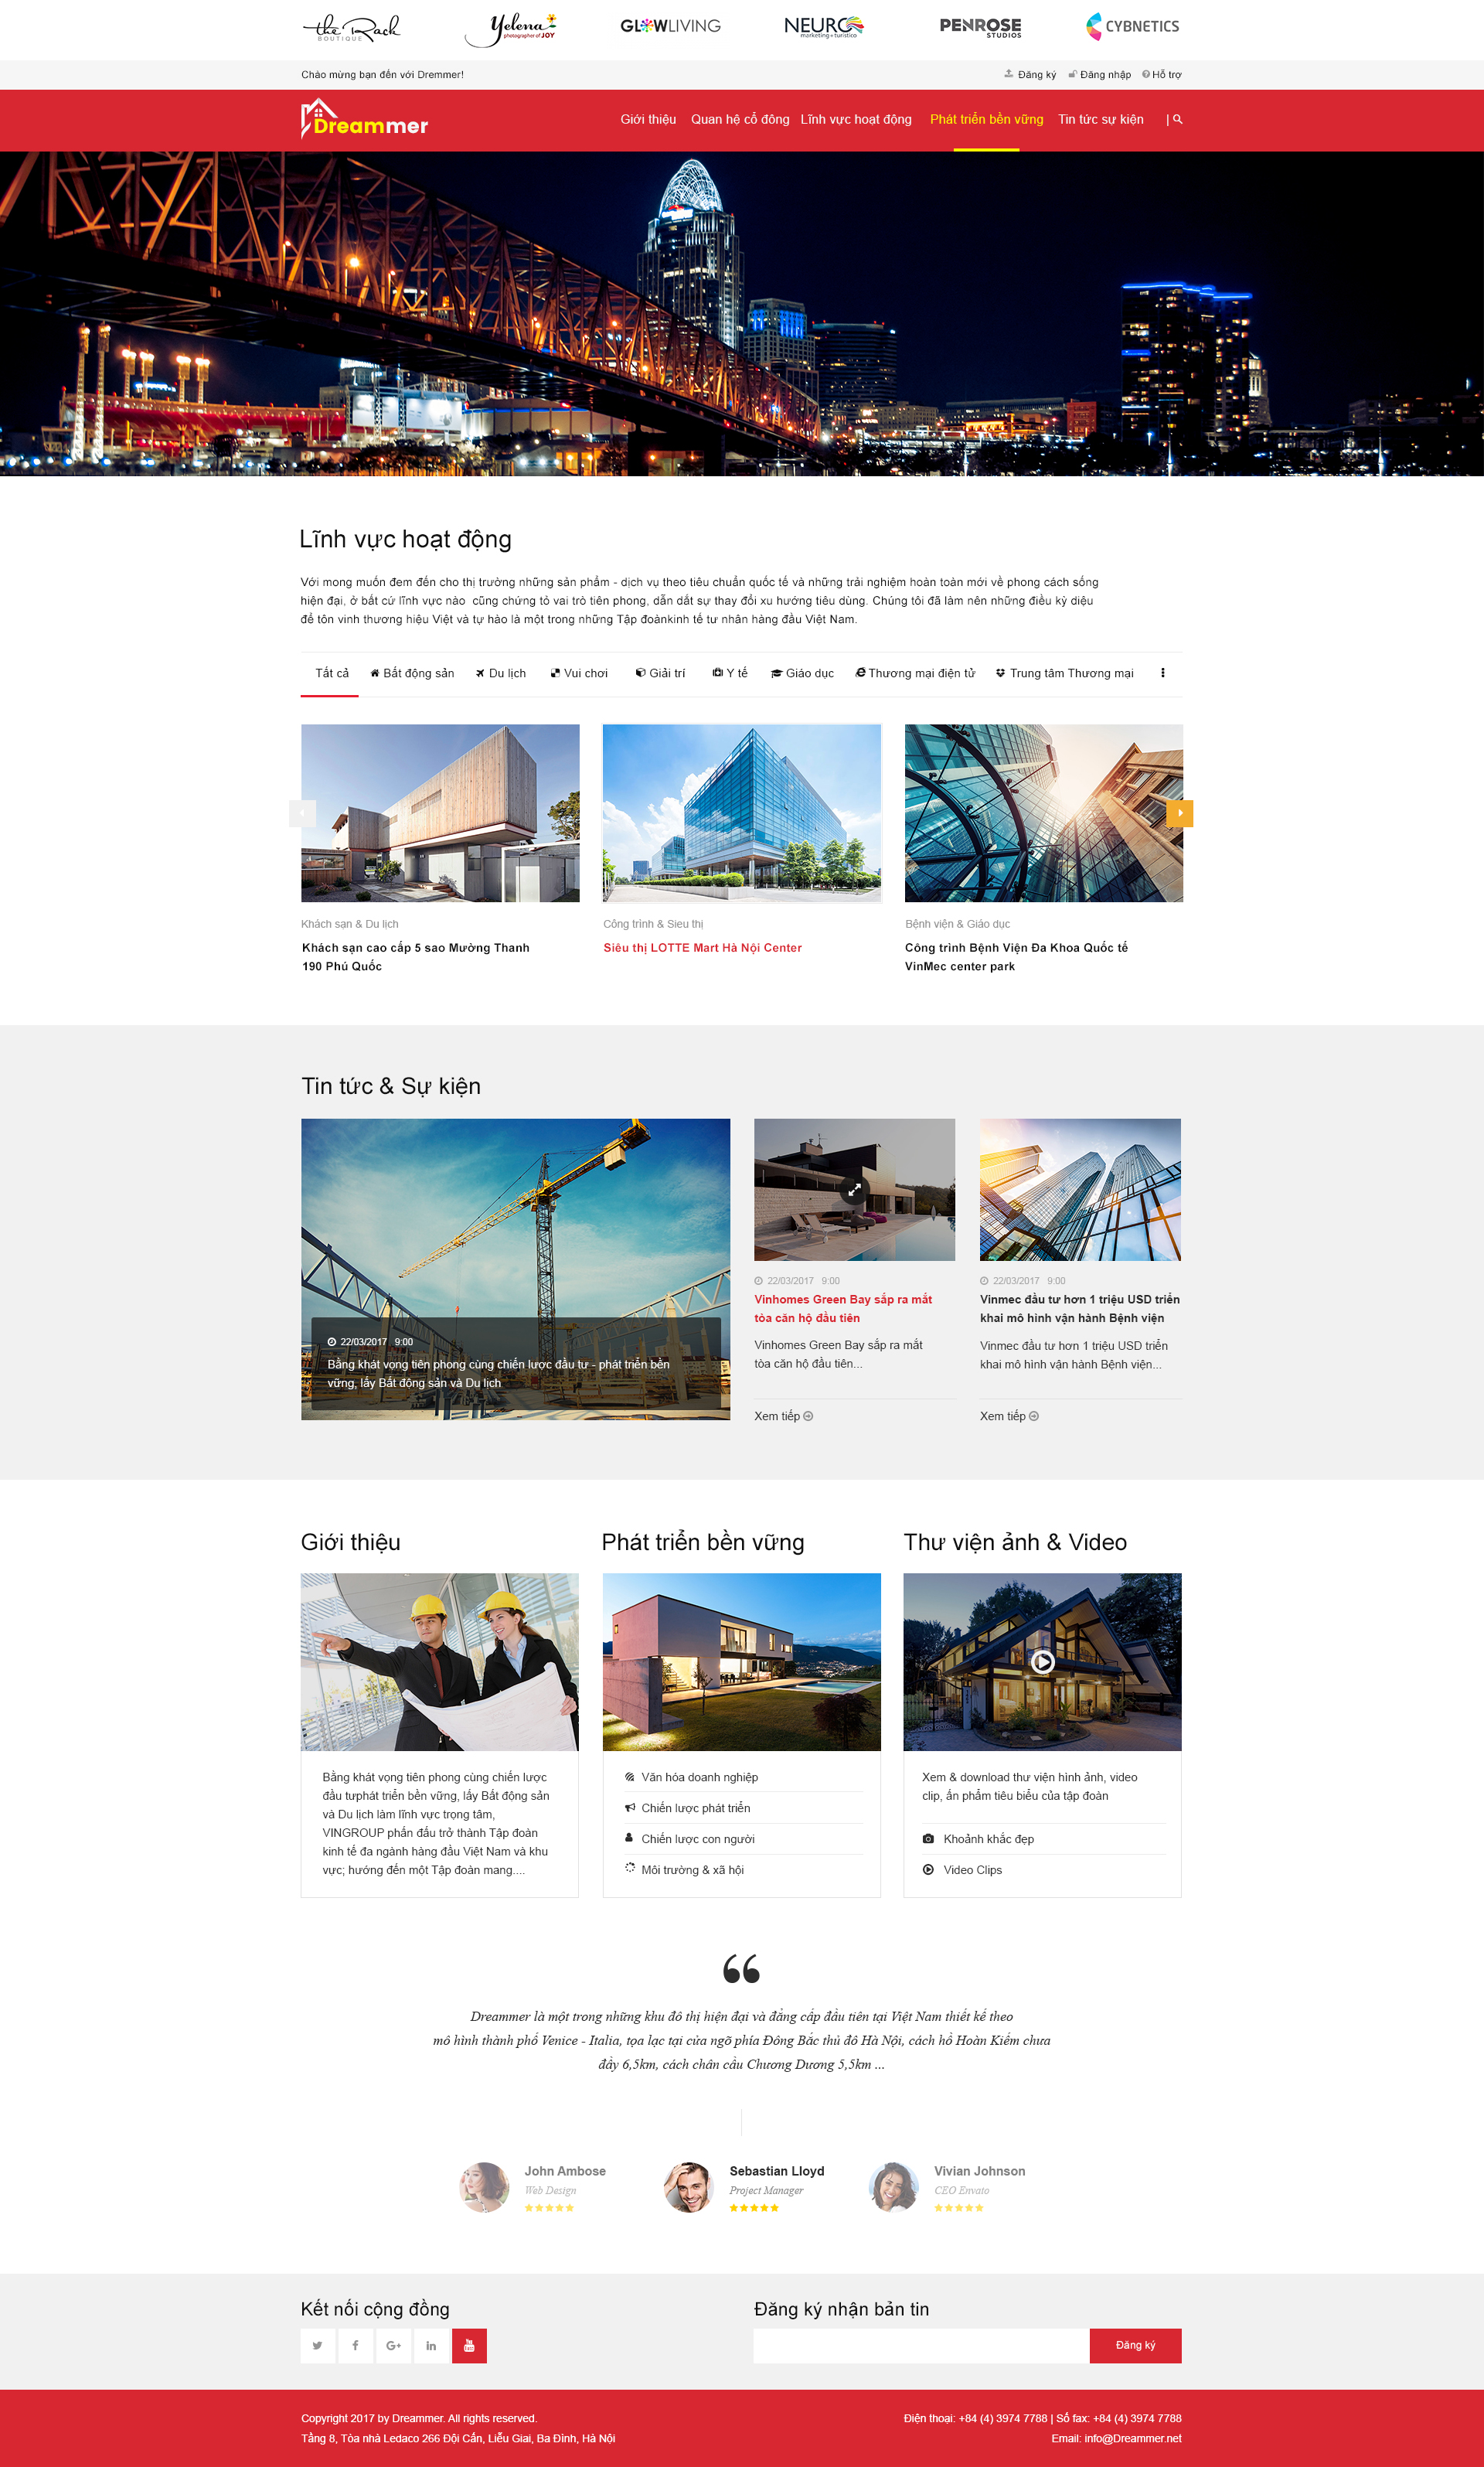 the Rack
BOUTIQUE
Yelena
photographer of JOY
GLOWLIVING
NEURO
marketing + turístico
PENROSE
STUDIOS
CYBNETICS
Chào mừng bạn đến với Dremmer!
Đăng ký Đăng nhập Hỗ trợ
Dreammer
Giới thiệu Quan hệ cổ đông Lĩnh vực hoạt động Phát triển bền vững Tin tức sự kiện |
Lĩnh vực hoạt động
Với mong muốn đem đến cho thị trường những sản phẩm - dịch vụ theo tiêu chuẩn quốc tế và những trải nghiệm hoàn toàn mới về phong cách sống
hiện đại, ở bất cứ lĩnh vực nào cũng chứng tỏ vai trò tiên phong, dẫn dắt sự thay đổi xu hướng tiêu dùng. Chúng tôi đã làm nên những điều kỳ diệu
để tôn vinh thương hiệu Việt và tự hào là một trong những Tập đoànkinh tế tư nhân hàng đầu Việt Nam.
Tất cả Bất động sản Du lịch Vui chơi Giải trí Y tế Giáo dục Thương mại điện tử Trung tâm Thương mại
Khách sạn & Du lịch
Khách sạn cao cấp 5 sao Mường Thanh
190 Phú Quốc
Công trình & Sieu thị
Siêu thị LOTTE Mart Hà Nội Center
Bệnh viện & Giáo dục
Công trình Bệnh Viện Đa Khoa Quốc tế
VinMec center park
Tin tức & Sự kiện
22/03/2017 9:00
Bằng khát vọng tiên phong cùng chiến lược đầu tư - phát triển bền
vững, lấy Bất động sản và Du lịch
22/03/2017 9:00
Vinhomes Green Bay sắp ra mắt
tòa căn hộ đầu tiên
Vinhomes Green Bay sắp ra mắt
tòa căn hộ đầu tiên...
Xem tiếp
22/03/2017 9:00
Vinmec đầu tư hơn 1 triệu USD triển
khai mô hình vận hành Bệnh viện
Vinmec đầu tư hơn 1 triệu USD triển
khai mô hình vận hành Bệnh viện...
Xem tiếp
Giới thiệu
Bằng khát vọng tiên phong cùng chiến lược
đầu tưphát triển bền vững, lấy Bất động sản
và Du lịch làm lĩnh vực trọng tâm,
VINGROUP phấn đấu trở thành Tập đoàn
kinh tế đa ngành hàng đầu Việt Nam và khu
vực; hướng đến một Tập đoàn mang....
Phát triển bền vững
Văn hóa doanh nghiệp
Chiến lược phát triển
Chiến lược con người
Môi trường & xã hội
Thư viện ảnh & Video
Xem & download thư viện hình ảnh, video
clip, ấn phẩm tiêu biểu của tập đoàn
Khoảnh khắc đẹp
Video Clips
Dreammer là một trong những khu đô thị hiện đại và đẳng cấp đầu tiên tại Việt Nam thiết kế theo
mô hình thành phố Venice - Italia, tọa lạc tại cửa ngõ phía Đông Bắc thủ đô Hà Nội, cách hồ Hoàn Kiếm chưa
đầy 6,5km, cách chân cầu Chương Dương 5,5km ...
John Ambose
Web Design
Sebastian Lloyd
Project Manager
Vivian Johnson
CEO Envato
Kết nối cộng đồng
Đăng ký nhận bản tin
Đăng ký
Copyright 2017 by Dreammer. All rights reserved.
Tầng 8, Tòa nhà Ledaco 266 Đội Cấn, Liễu Giai, Ba Đình, Hà Nội
Điện thoại: +84 (4) 3974 7788 | Số fax: +84 (4) 3974 7788
Email: info@Dreammer.net